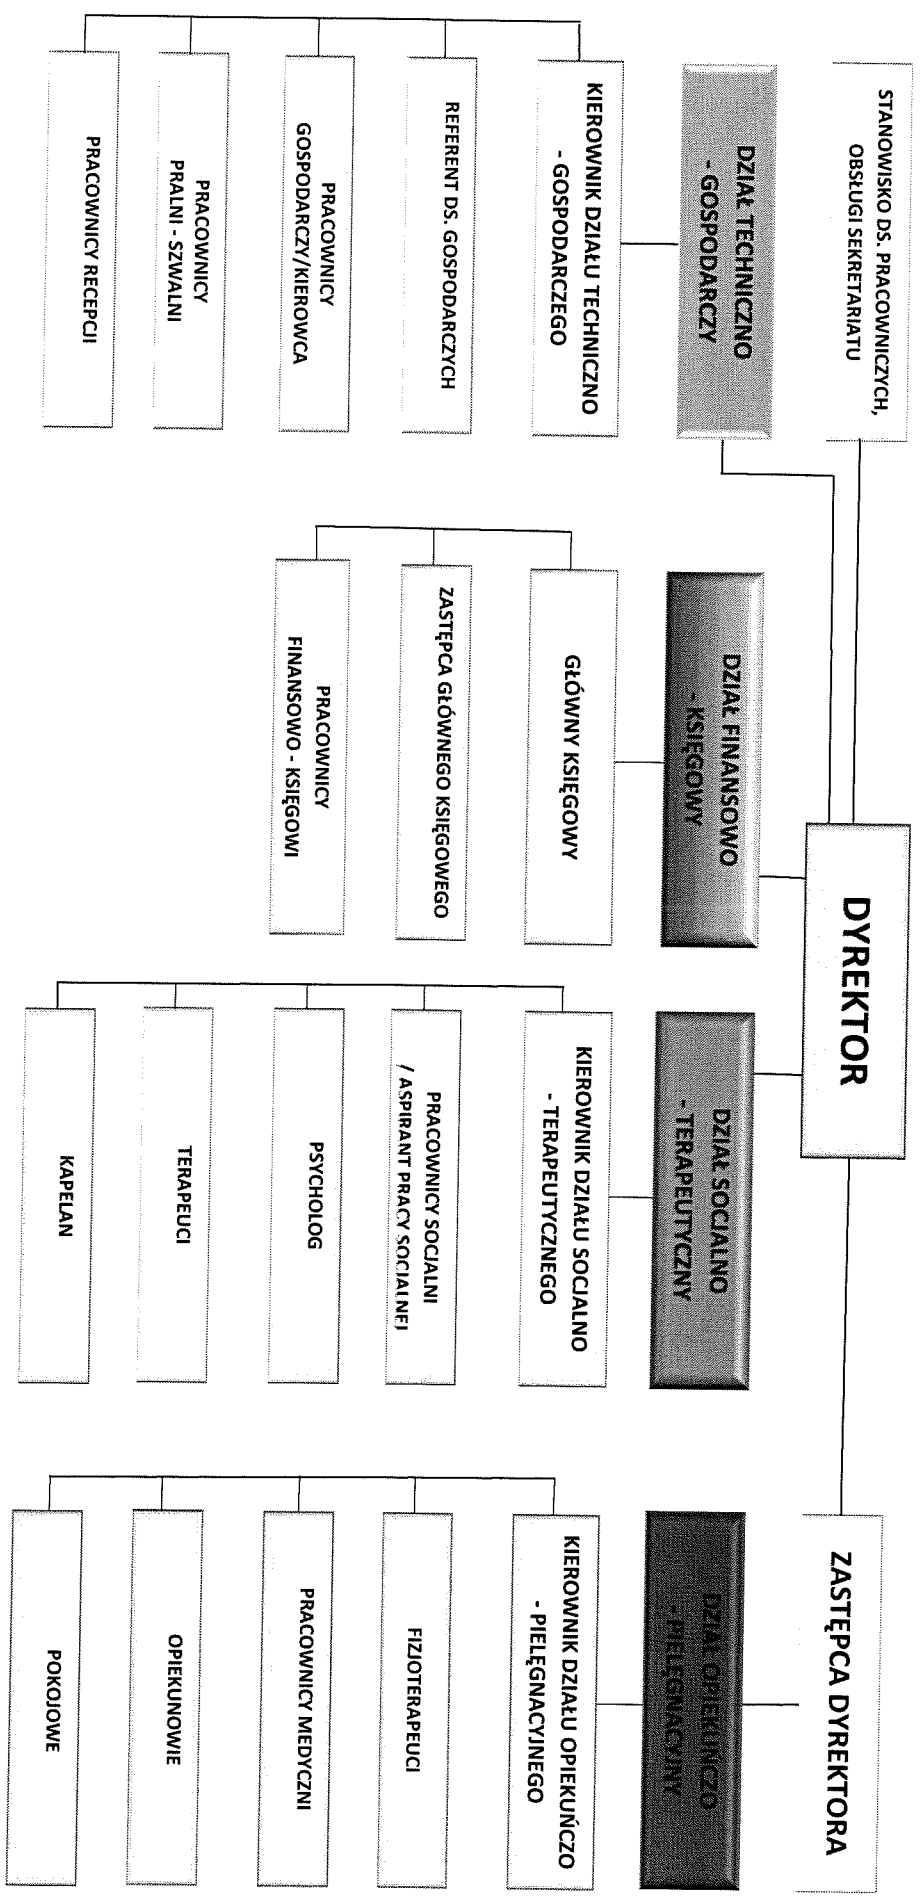 DYREKTOR
STANOWISKO DS. PRACOWNICZYCH,
OBSŁUGI SEKRETARIATU
ZASTĘPCA DYREKTORA
DZIAŁ TECHNICZNO
- GOSPODARCZY
KIEROWNIK DZIAŁU TECHNICZNO
- GOSPODARCZEGO
REFERENT DS. GOSPODARCZYCH
PRACOWNICY
GOSPODARCZY/KIEROWCA
PRACOWNICY
PRALNI - SZWALNI
PRACOWNICY RECEPCJI
DZIAŁ FINANSOWO
- KSIĘGOWY
GŁÓWNY KSIĘGOWY
ZASTĘPCA GŁÓWNEGO KSIĘGOWEGO
PRACOWNICY
FINANSOWO - KSIĘGOWI
DZIAŁ SOCJALNO
- TERAPEUTYCZNY
KIEROWNIK DZIAŁU SOCJALNO
- TERAPEUTYCZNEGO
PRACOWNICY SOCJALNI
/ ASPIRANT PRACY SOCJALNEJ
PSYCHOLOG
TERAPEUCI
KAPELAN
DZIAŁ OPIEKUŃCZO
- PIELĘGNACYJNY
KIEROWNIK DZIAŁU OPIEKUŃCZO
- PIELĘGNACYJNEGO
FIZJOTERAPEUCI
PRACOWNICY MEDYCZNI
OPIEKUNOWIE
POKOJOWE